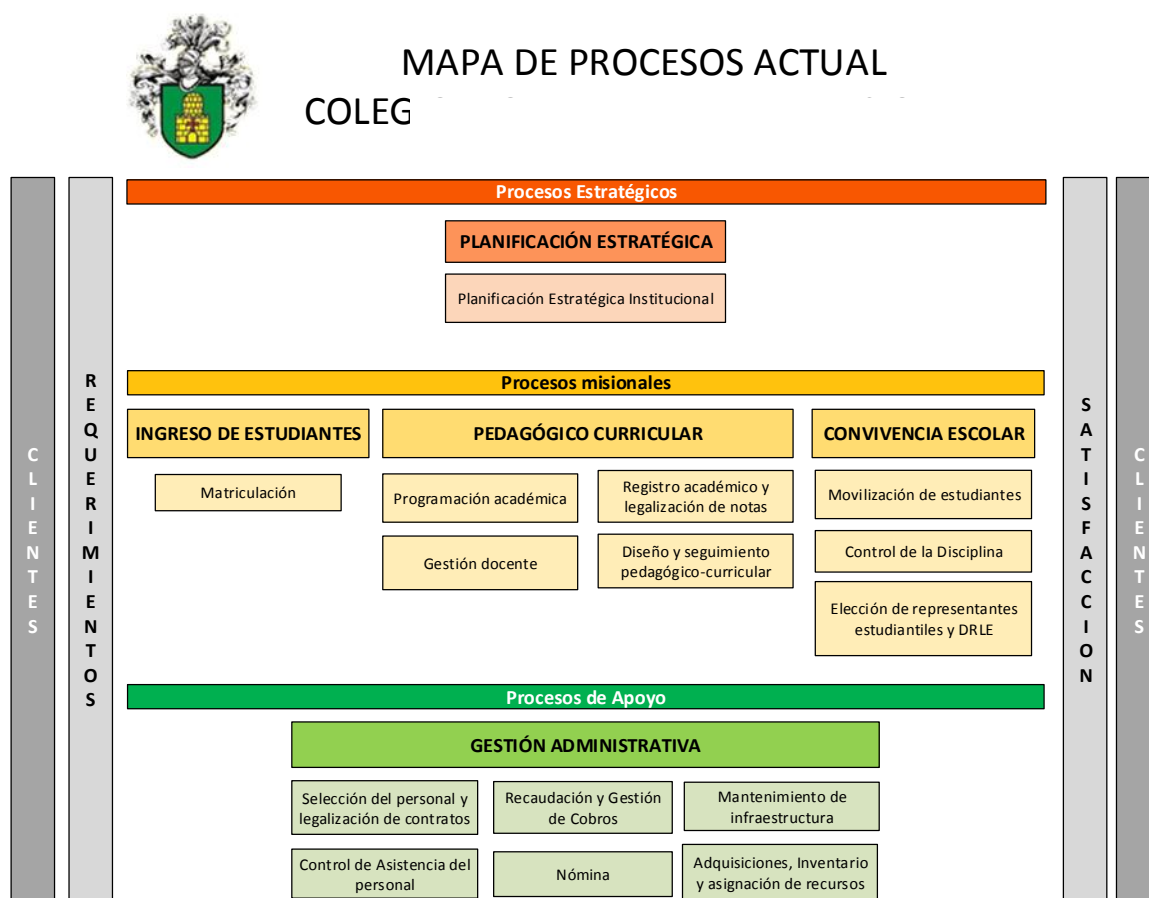 MAPA DE PROCESOS ACTUAL
COLEG
CLIENTES
REQUERIMIENTOS
Procesos Estratégicos
PLANIFICACIÓN ESTRATÉGICA
Planificación Estratégica Institucional
Procesos misionales
INGRESO DE ESTUDIANTES
Matriculación
PEDAGÓGICO CURRICULAR
Programación académica
Registro académico y
legalización de notas
Gestión docente
Diseño y seguimiento
pedagógico-curricular
CONVIVENCIA ESCOLAR
Movilización de estudiantes
Control de la Disciplina
Elección de representantes
estudiantiles y DRLE
Procesos de Apoyo
GESTIÓN ADMINISTRATIVA
Selección del personal y
legalización de contratos
Recaudación y Gestión
de Cobros
Mantenimiento de
infraestructura
Control de Asistencia del
personal
Nómina
Adquisiciones, Inventario
y asignación de recursos
SATISFACCION
CLIENTES